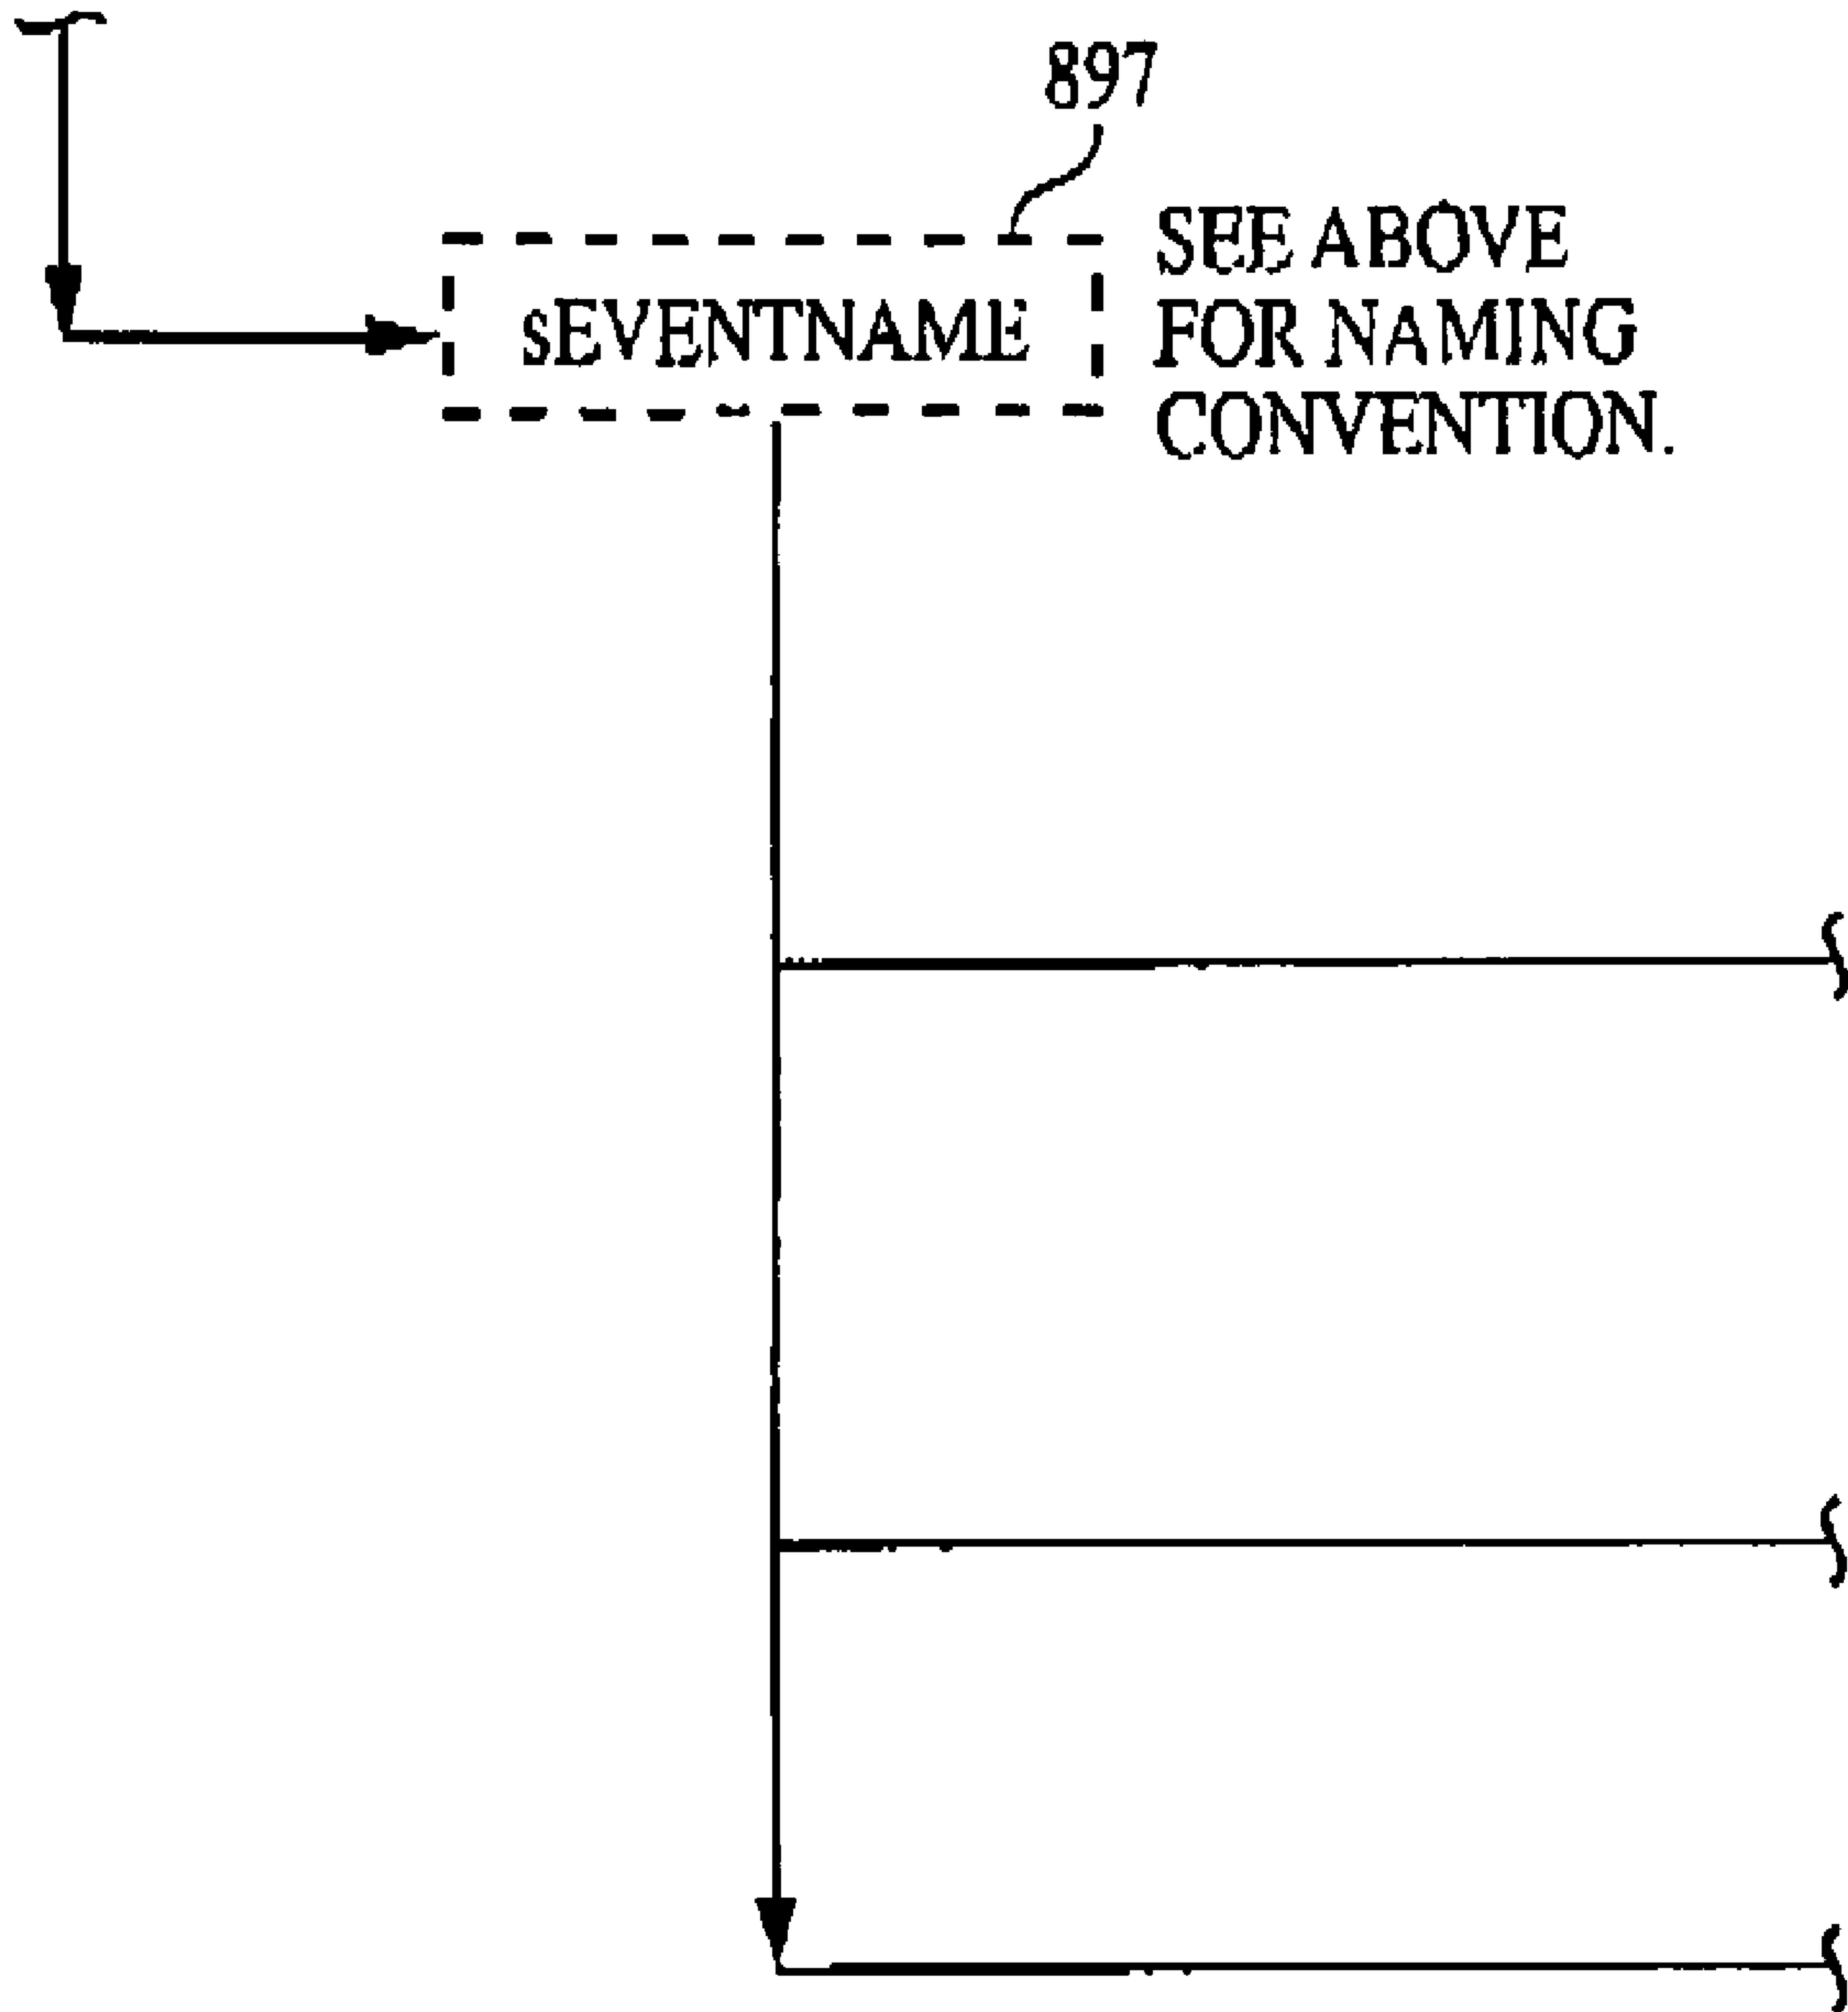 897
SEE ABOVE
sEVENTNAME
FOR NAMING
CONVENTION.